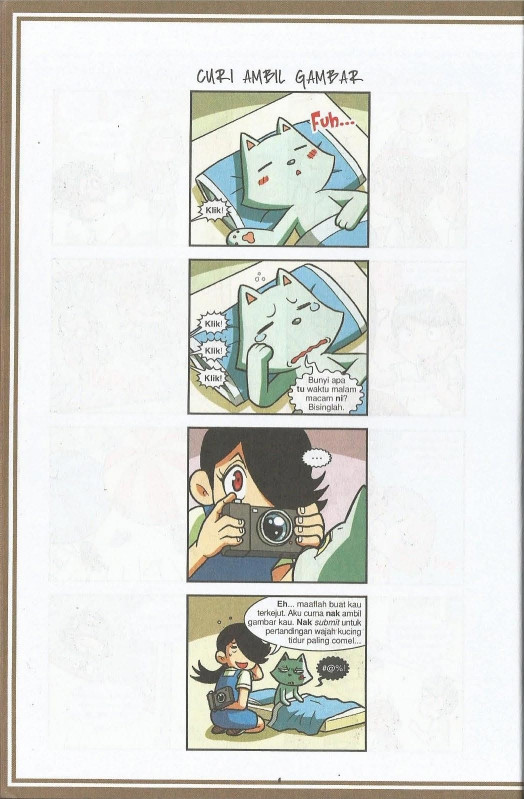 CURI AMBIL GAMBAR
Fuh...
Klik!
Klik!
Klik!
Klik!
Bunyi apa
tu waktu malam
macam ni?
Bisinglah.
...
Eh... maaflah buat kau
terkejut. Aku cuma nak ambil
gambar kau. Nak submit untuk
pertandingan wajah kucing
tidur paling comel...
#@%!